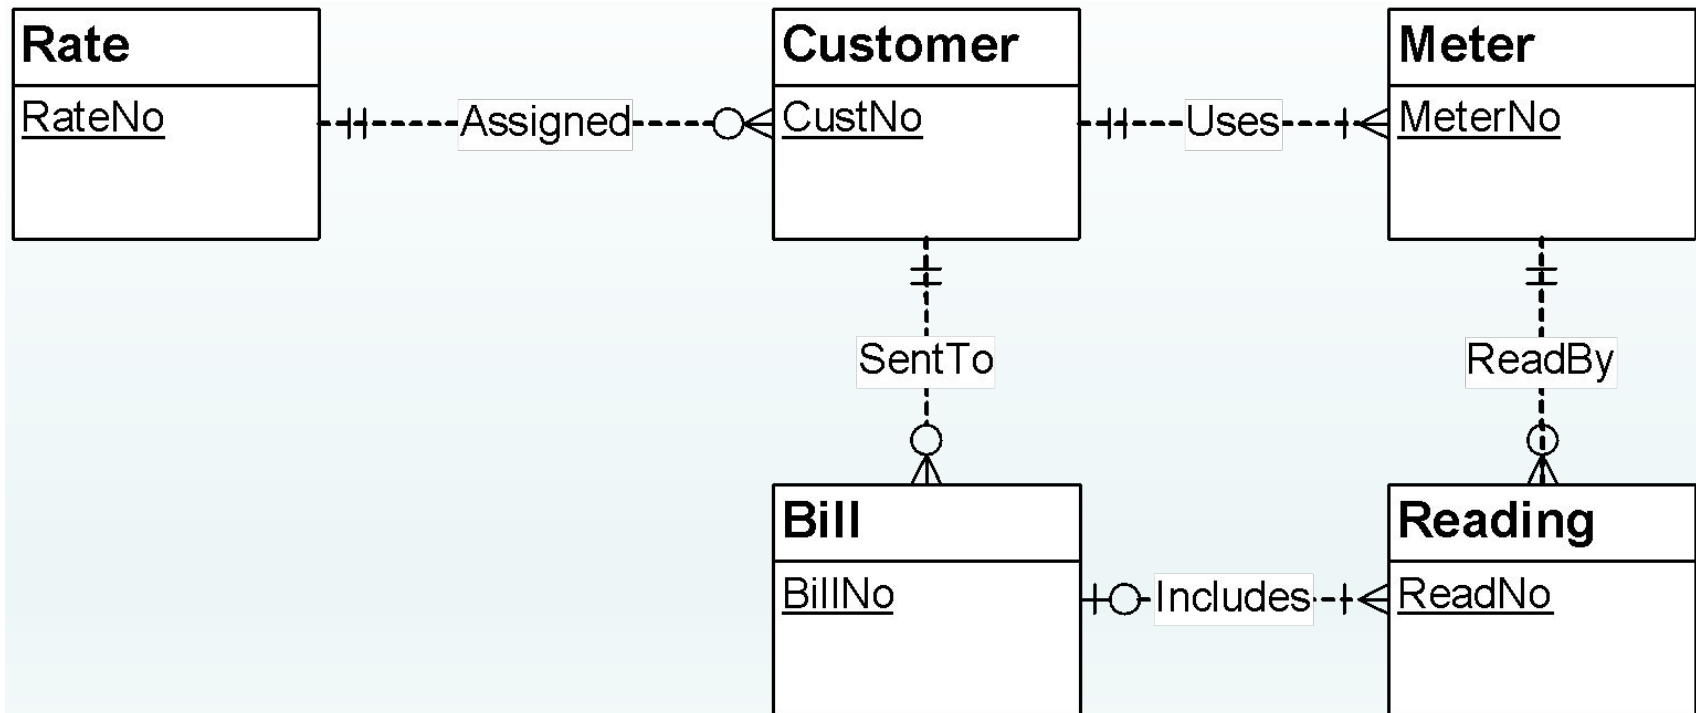 Rate
RateNo
Assigned
Customer
CustNo
Uses
Meter
MeterNo
SentTo
ReadBy
Bill
BillNo
Includes
Reading
ReadNo